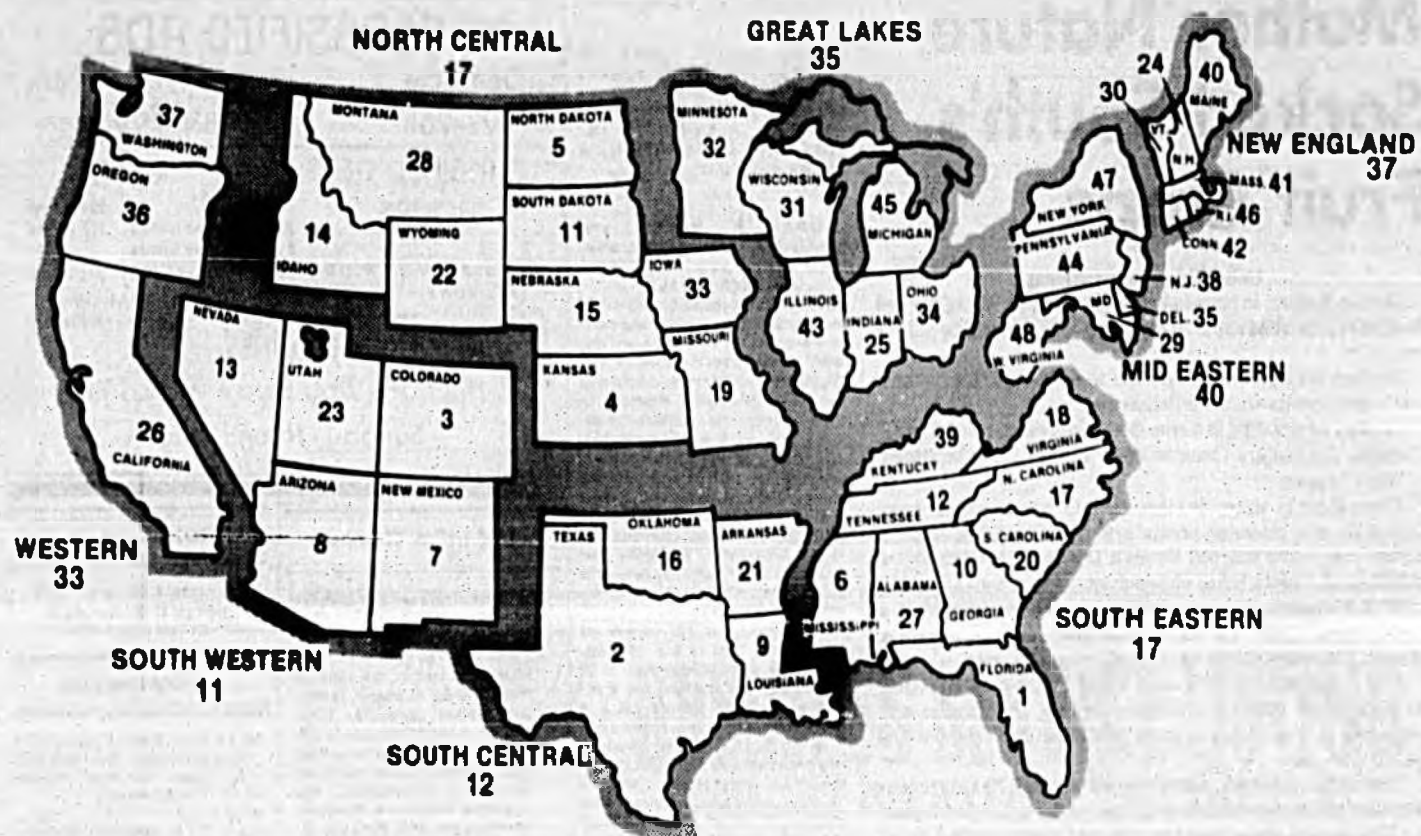 NORTH CENTRAL
17
GREAT LAKES
35
24
30
40
MAINE
37
WASHINGTON
MONTANA
28
NORTH DAKOTA
5
MINNESOTA
32
VT.
N.H.
NEW ENGLAND
37
OREGON
36
14
IDAHO
WYOMING
22
SOUTH DAKOTA
11
WISCONSIN
31
45
MICHIGAN
47
NEW YORK
MASS. 41
R.I. 46
CONN. 42
NEBRASKA
15
IOWA
33
ILLINOIS
43
INDIANA
25
OHIO
34
PENNSYLVANIA
44
N.J. 38
MD
DEL. 35
29
48
W. VIRGINIA
MID EASTERN
40
NEVADA
13
UTAH
23
COLORADO
3
KANSAS
4
MISSOURI
19
26
CALIFORNIA
39
KENTUCKY
18
VIRGINIA
ARIZONA
8
NEW MEXICO
7
TEXAS
OKLAHOMA
16
ARKANSAS
21
12
TENNESSEE
N. CAROLINA
17
S. CAROLINA
20
WESTERN
33
6
MISSISSIPPI
ALABAMA
27
10
GEORGIA
SOUTH EASTERN
17
2
9
LOUISIANA
FLORIDA
1
SOUTH WESTERN
11
SOUTH CENTRAL
12